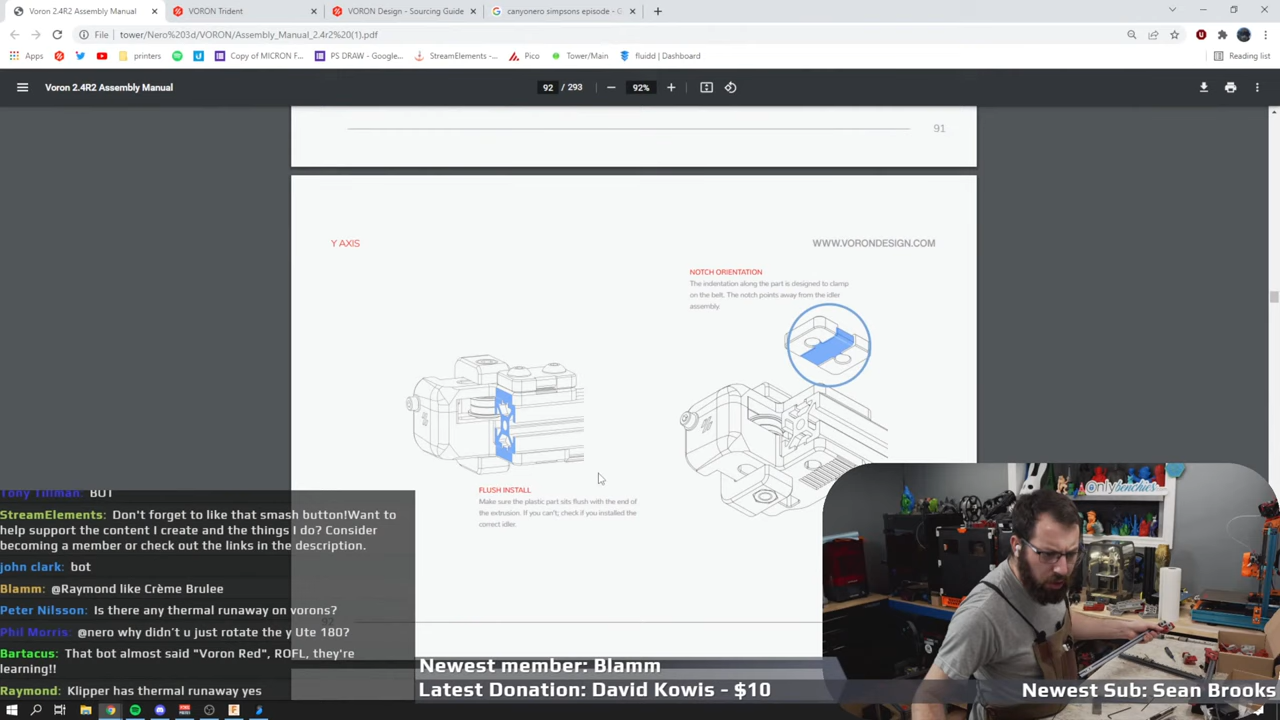 Voron 2.4R2 Assembly Manual
VORON Trident
VORON Design - Sourcing Guide
canyonero simpsons episode - G
File
tower/Nero%203d/VORON/Assembly_Manual_2.4r2%20(1).pdf
Apps
printers
Copy of MICRON F...
PS DRAW - Google...
StreamElements -...
Pico
Tower/Main
fluidd | Dashboard
Reading list
Voron 2.4R2 Assembly Manual
92 / 293
92%
91
Y AXIS
WWW.VORONDESIGN.COM
NOTCH ORIENTATION
The indentation along the part is designed to clamp
on the belt. The notch points away from the idler
assembly.
FLUSH INSTALL
Make sure the plastic part sits flush with the end of
the extrusion. If you can't; check if you installed the
correct idler.
92
Tony Tillman: BOT
StreamElements: Don't forget to like that smash button!Want to
help support the content I create and the things I do? Consider
becoming a member or check out the links in the description.
john clark: bot
Blamm: @Raymond like Crème Brulee
Peter Nilsson: Is there any thermal runaway on vorons?
Phil Morris: @nero why didn't u just rotate the y Ute 180?
Bartacus: That bot almost said "Voron Red", ROFL, they're
learning!!
Raymond: Klipper has thermal runaway yes
Onlybenchies
Newest member: Blamm
Latest Donation: David Kowis - $10
Newest Sub: Sean Brooks